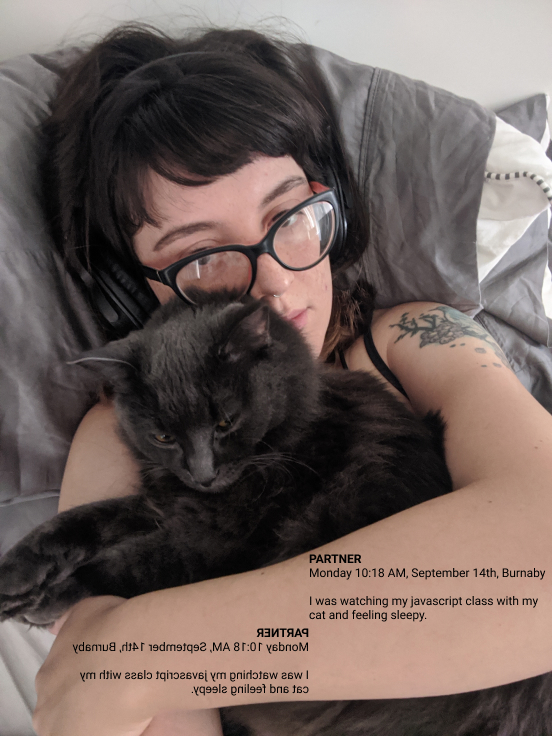 PARTNER
Monday 10:18 AM, September 14th, Burnaby
I was watching my javascript class with my
cat and feeling sleepy.
PARTNER
Monday 10:18 AM, September 14th, Burnaby
I was watching my javascript class with my
cat and feeling sleepy.